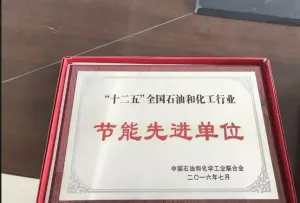 “十二五”全国石油和化工行业
节能先进单位
中国石油和化学工业联合会
二〇一六年七月